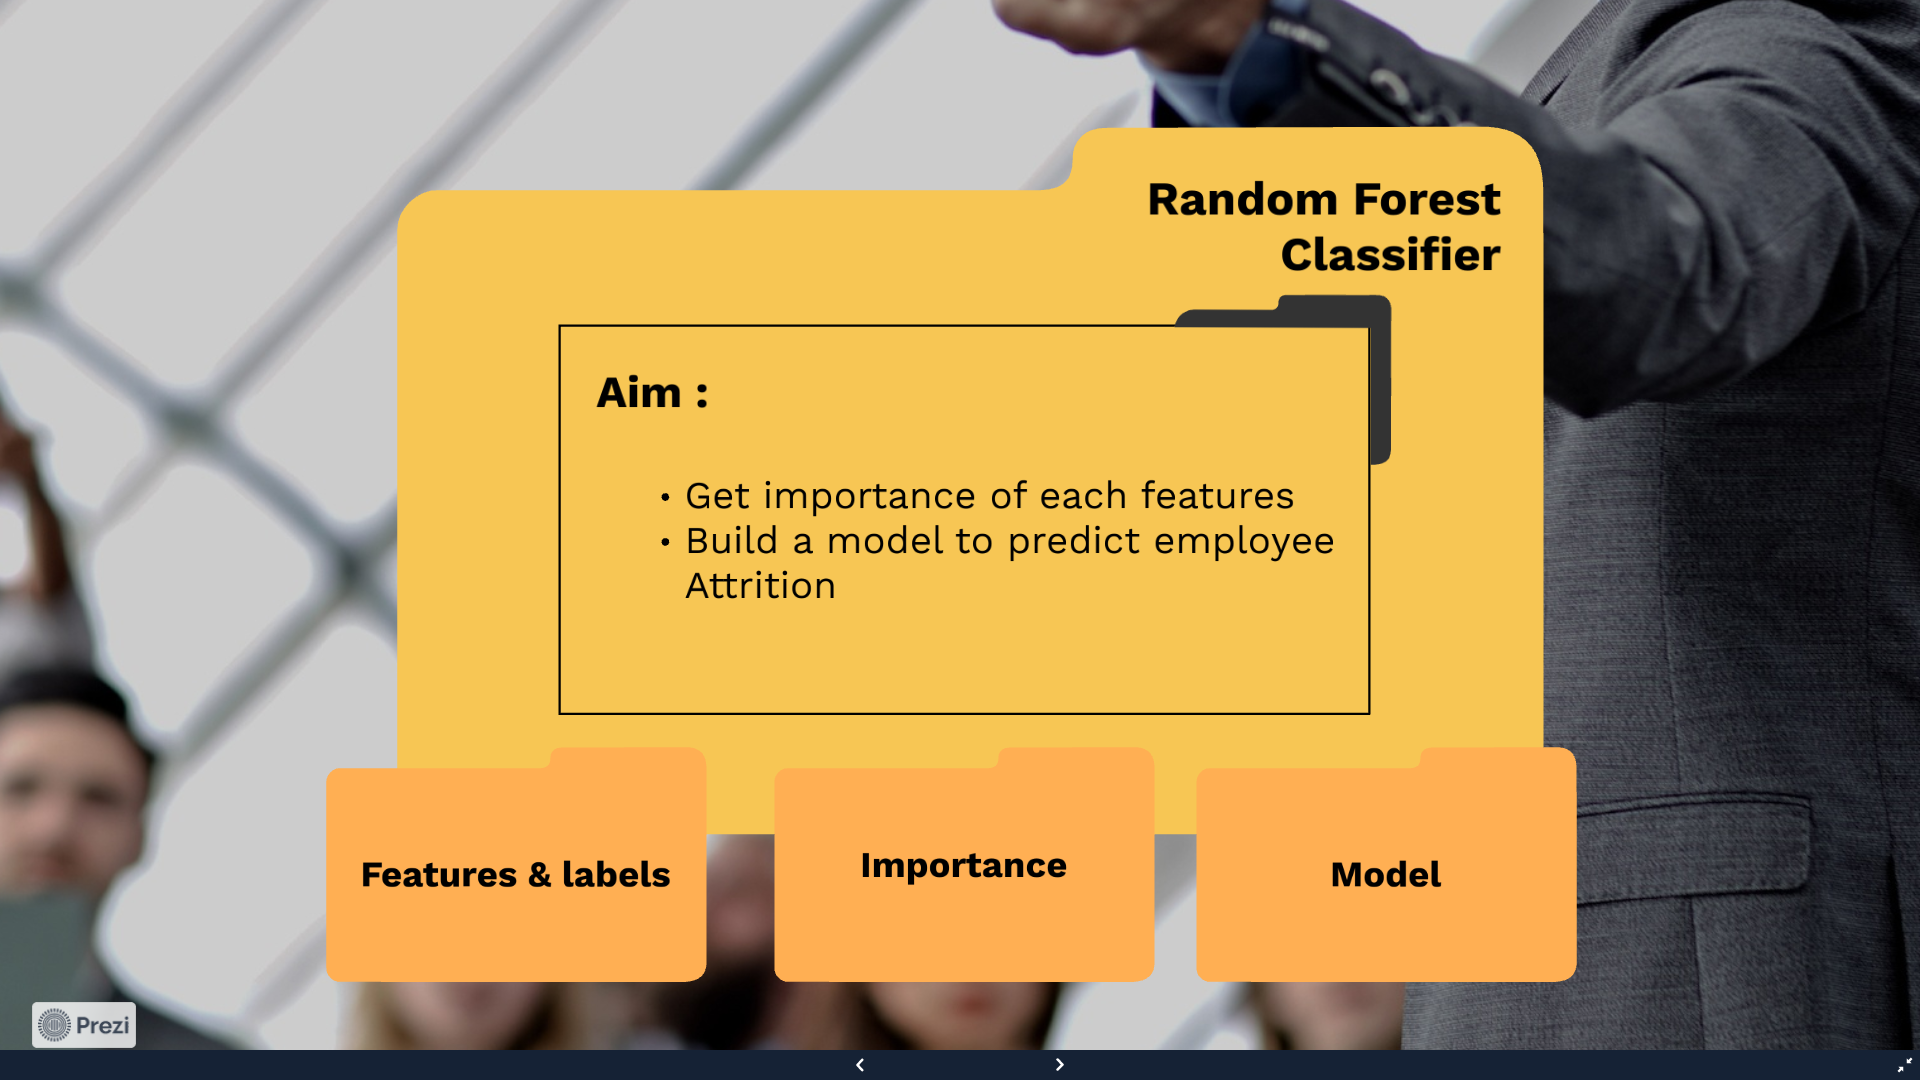 Random Forest
Classifier
Aim :
• Get importance of each features
• Build a model to predict employee
Attrition
Features & labels
Importance
Model
Prezi